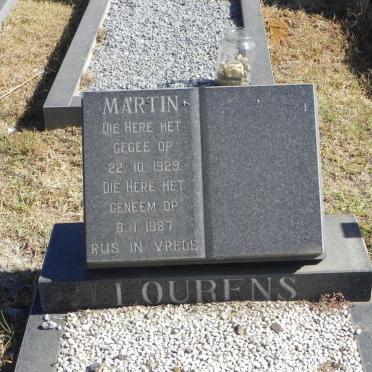 MARTIN
DIE HERE HET
GEGEE OP
22.10.1929
DIE HERE HET
GENEEM OP
8.1.1987
RUS IN VREDE
LOURENS